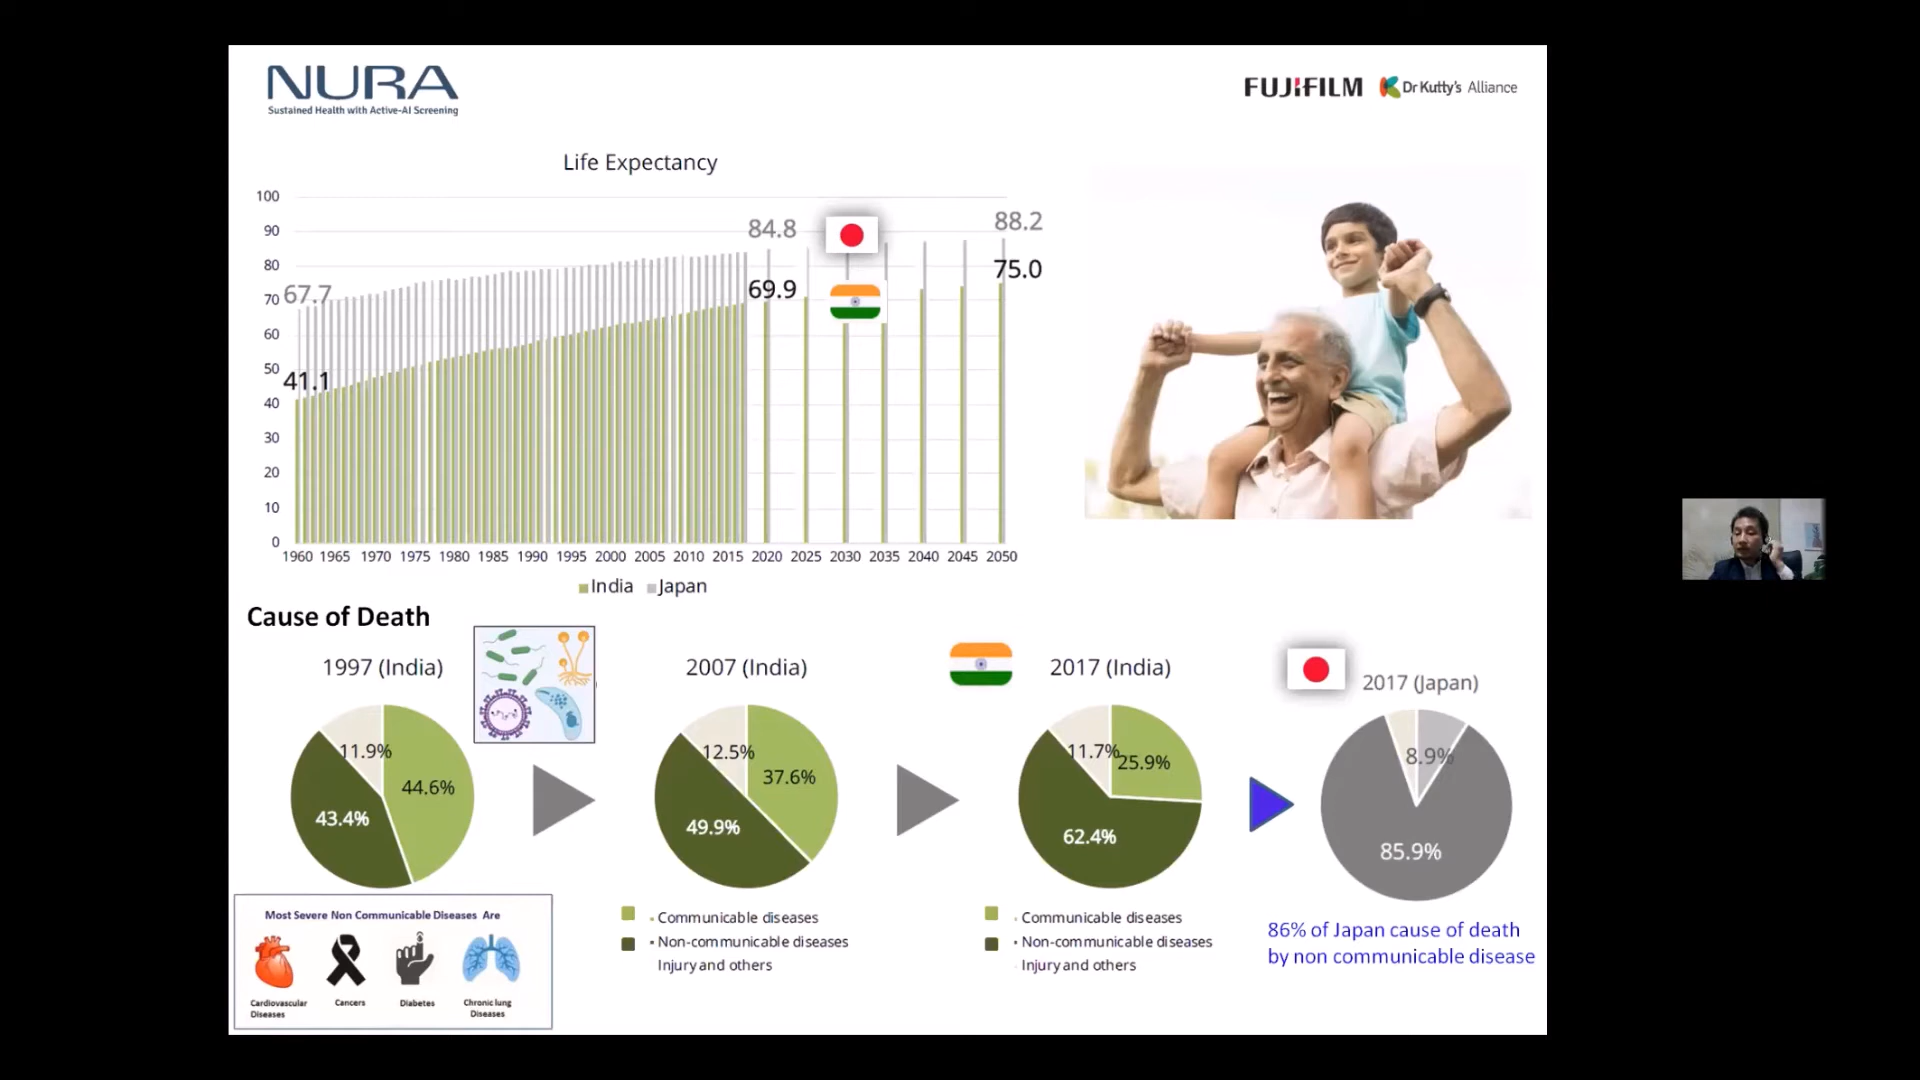 NURA
Sustained Health with Active-AI Screening
FUJIFILM
Dr Kutty's Alliance
Life Expectancy
100
90
80
70
60
50
40
30
20
10
0
67.7
41.1
84.8
69.9
88.2
75.0
1960 1965 1970 1975 1980 1985 1990 1995 2000 2005 2010 2015 2020 2025 2030 2035 2040 2045 2050
India Japan
Cause of Death
1997 (India)
11.9%
44.6%
43.4%
2007 (India)
12.5%
37.6%
49.9%
2017 (India)
11.7%
25.9%
62.4%
2017 (Japan)
8.9%
85.9%
Most Severe Non Communicable Diseases Are
Cardiovascular
Diseases
Cancers
Diabetes
Chronic lung
Diseases
Communicable diseases
Non-communicable diseases
Injury and others
Communicable diseases
Non-communicable diseases
Injury and others
86% of Japan cause of death
by non communicable disease